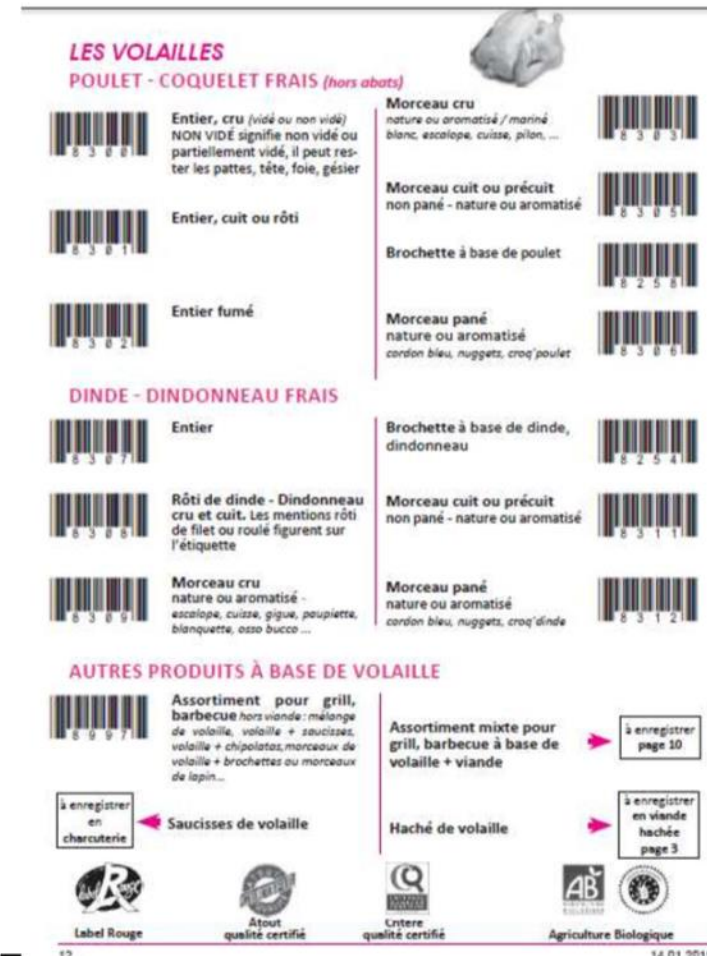 LES VOLAILLES
POULET - COQUELET FRAIS (hors abats)
8300
Entier, cru (vidé ou non vidé)
NON VIDÉ signifie non vidé ou
partiellement vidé, il peut res-
ter les pattes, tête, foie, gésier
8301
Entier, cuit ou rôti
8302
Entier fumé
Morceau cru
nature ou aromatisé / mariné
blanc, escalope, cuisse, pilon, ...
8303
Morceau cuit ou précuit
non pané - nature ou aromatisé
8305
Brochette à base de poulet
8258
Morceau pané
nature ou aromatisé
cordon bleu, nuggets, croq'poulet
8306
DINDE - DINDONNEAU FRAIS
8307
Entier
8308
Rôti de dinde - Dindonneau
cru et cuit. Les mentions rôti
de filet ou roulé figurent sur
l'étiquette
8309
Morceau cru
nature ou aromatisé -
escalope, cuisse, gigue, paupiette,
blanquette, osso bucco ...
Brochette à base de dinde,
dindonneau
8254
Morceau cuit ou précuit
non pané - nature ou aromatisé
8311
Morceau pané
nature ou aromatisé
cordon bleu, nuggets, croq'dinde
8312
AUTRES PRODUITS À BASE DE VOLAILLE
8997
Assortiment pour grill,
barbecue hors viande : mélange
de volaille, volaille + saucisses,
volaille + chipolatas, morceaux de
volaille + brochettes ou morceaux
de lapin...
à enregistrer
en
charcuterie
Saucisses de volaille
Assortiment mixte pour
grill, barbecue à base de
volaille + viande
à enregistrer
page 10
Haché de volaille
à enregistrer
en viande
hachée
page 3
Label Rouge
Label Rouge
Atout
qualité certifié
Critere
qualité certifié
AB
Agriculture Biologique
12